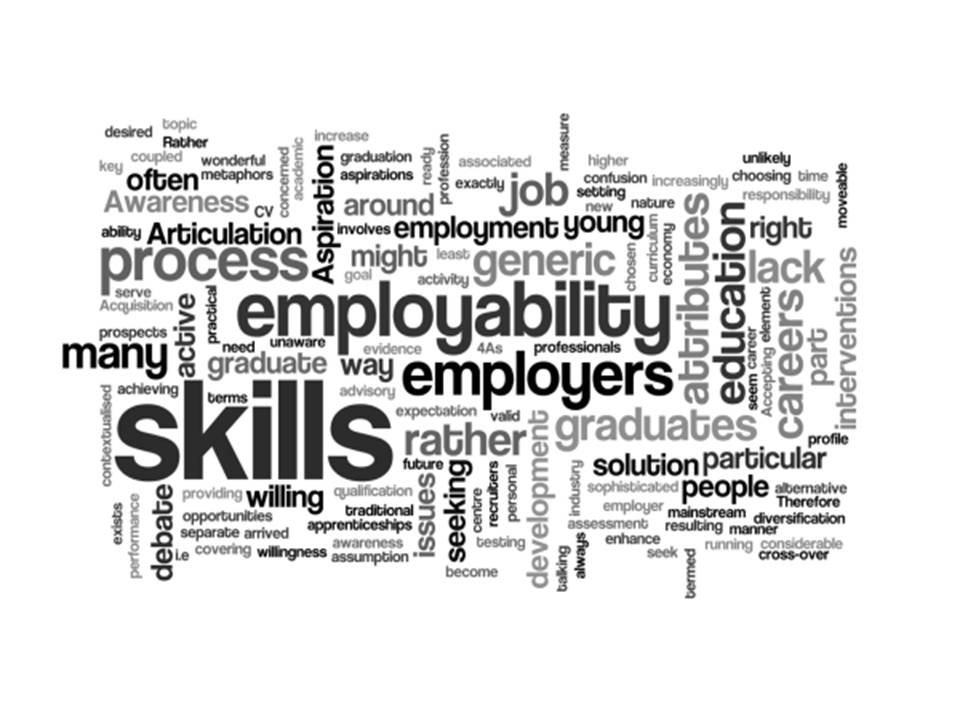 desired
topic
Rather
key
coupled
wonderful
metaphors
often
Awareness
CV
concerned
academic
ability
Articulation
process
serve
Acquisition
increase
graduation
aspirations
Aspiration
ready
profession
around
involves
employment
might
least
goal
activity
associated
exactly
job
measure
higher
confusion
setting
new
nature
young
generic
chosen
curriculum
economy
increasingly
unlikely
choosing
time
responsibility
moveable
right
lack
attributes
education
employability
prospects
active
practical
need
unaware
many
graduate
way
evidence
4As
professionals
employers
seem
career
Accepting
element
careers
part
interventions
contextualised
achieving
terms
skills
advisory
expectation
valid
rather
graduates
profile
future
solution
particular
exists
performance
debate
providing
willing
qualification
opportunities
traditional
apprenticeships
separate
arrived
i.e
covering
willingness
awareness
assumption
issues
seeking
centre
recruiters
personal
testing
become
development
industry
talking
always
sophisticated
people
alternative
Therefore
employer
mainstream
diversification
assessment
resulting
manner
enhance
seek
running
considerable
cross-over
termed